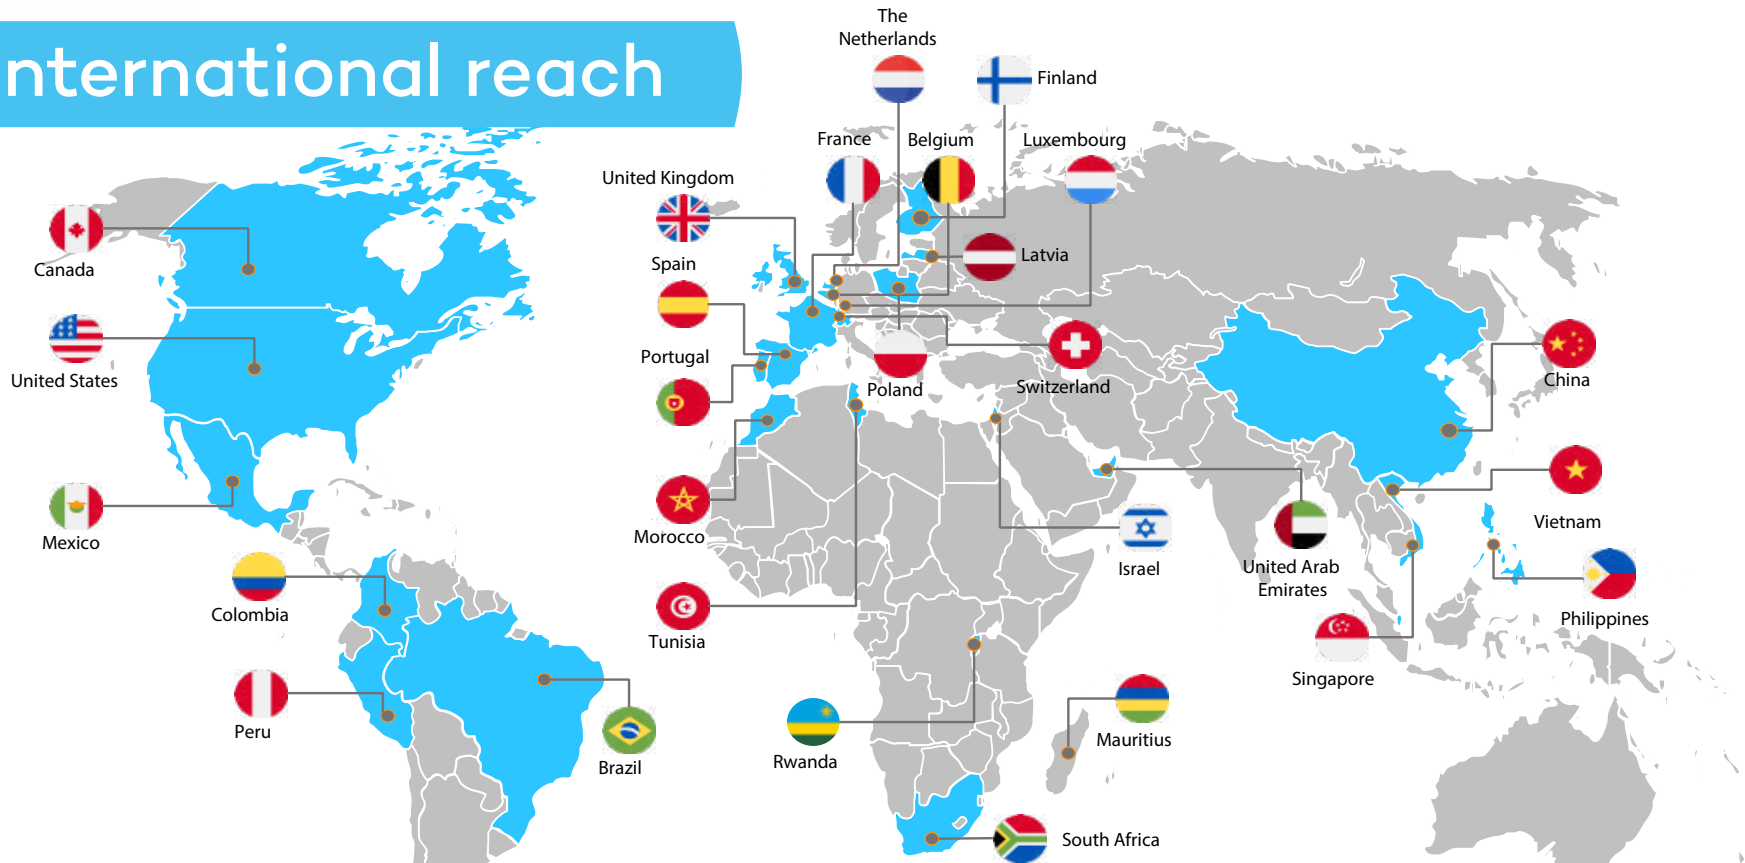 nternational reach
The
Netherlands
Finland
France
Belgium
Luxembourg
United Kingdom
Canada
Spain
Latvia
United States
Portugal
Poland
Switzerland
China
Mexico
Morocco
Vietnam
Israel
United Arab
Emirates
Colombia
Tunisia
Philippines
Singapore
Peru
Brazil
Rwanda
Mauritius
South Africa